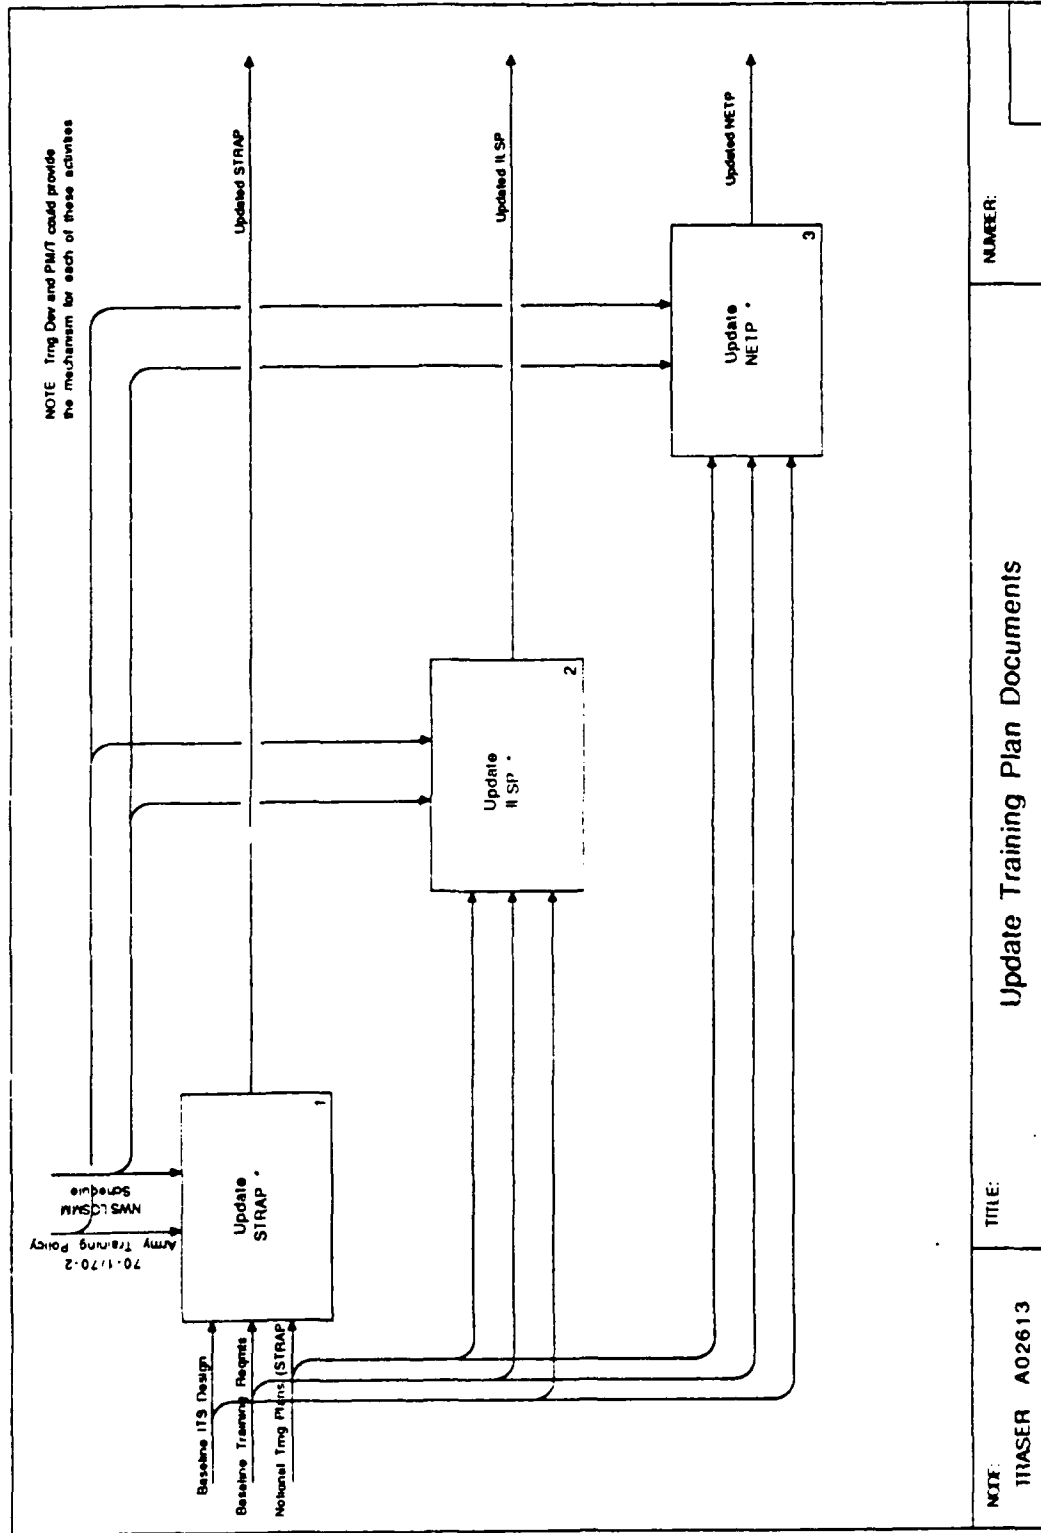 NOTE Trng Dev and PM/T could provide
the mechanism for each of these activities
70-1/70-2
Army Training Policy
NWS LCSMM
Schedule
Baseline ITS Design
Baseline Training Reqmts
Notional Trng Plans (STRAP
Update
STRAP *
1
Updated STRAP
Update
ILSP *
2
Updated ILSP
Update
NETP *
3
Updated NETP
NODE:
TRASER A02613
TITLE:
Update Training Plan Documents
NUMBER: